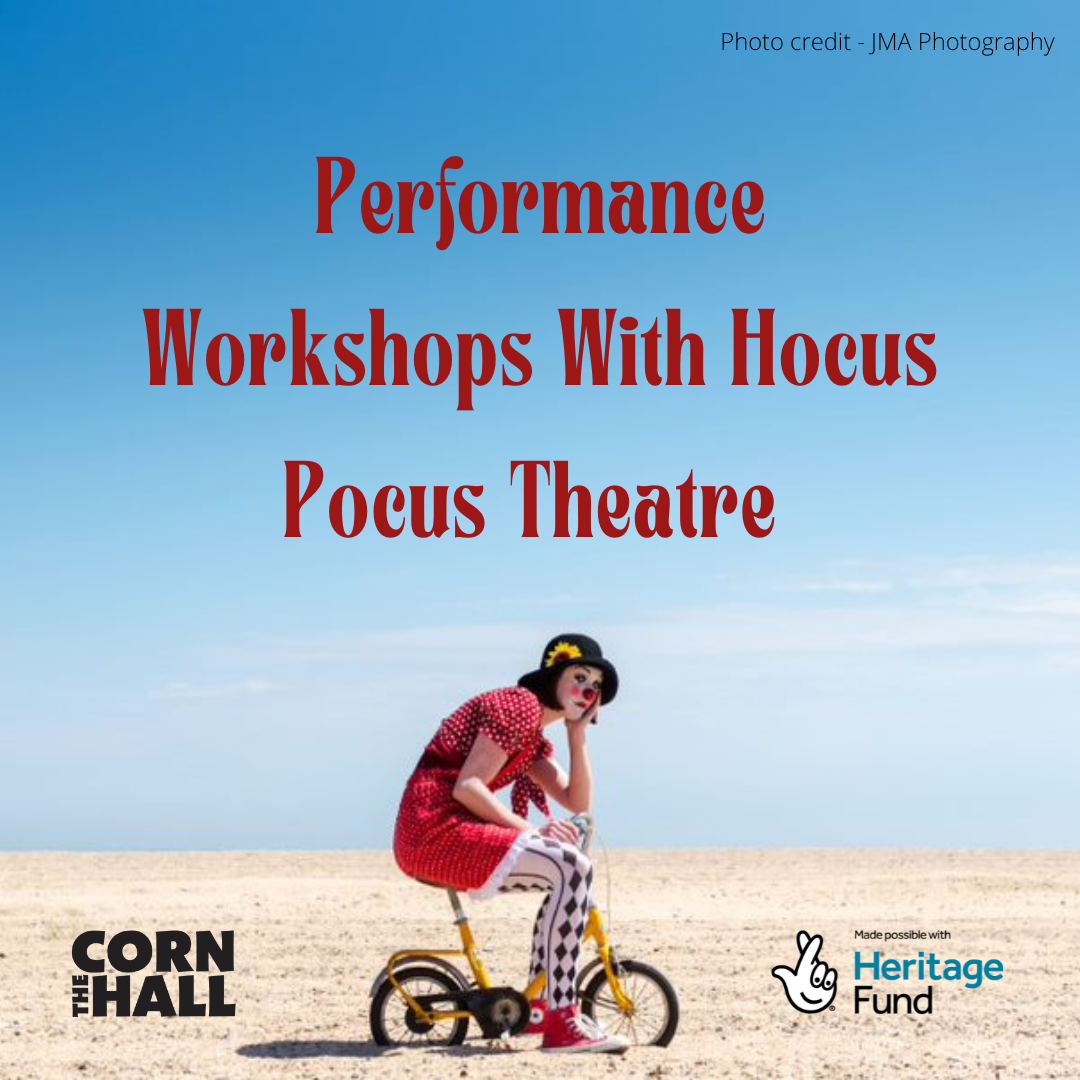 Photo credit - JMA Photography
Performance
Workshops With Hocus
Pocus Theatre
THE CORN HALL
Made possible with
Heritage
Fund